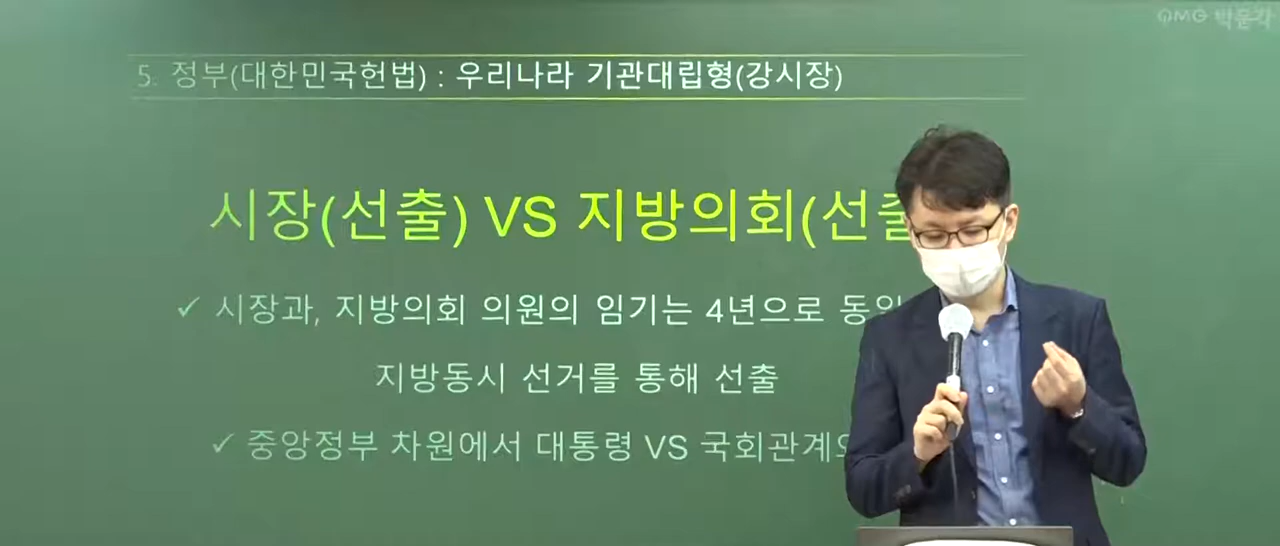 박문각
5. 정부(대한민국헌법) : 우리나라 기관대립형(강시장)
시장(선출) VS 지방의회(선출
✓ 시장과, 지방의회 의원의 임기는 4년으로
지방동시 선거를 통해 선출
✓ 중앙정부 차원에서 대통령 VS 국회관계